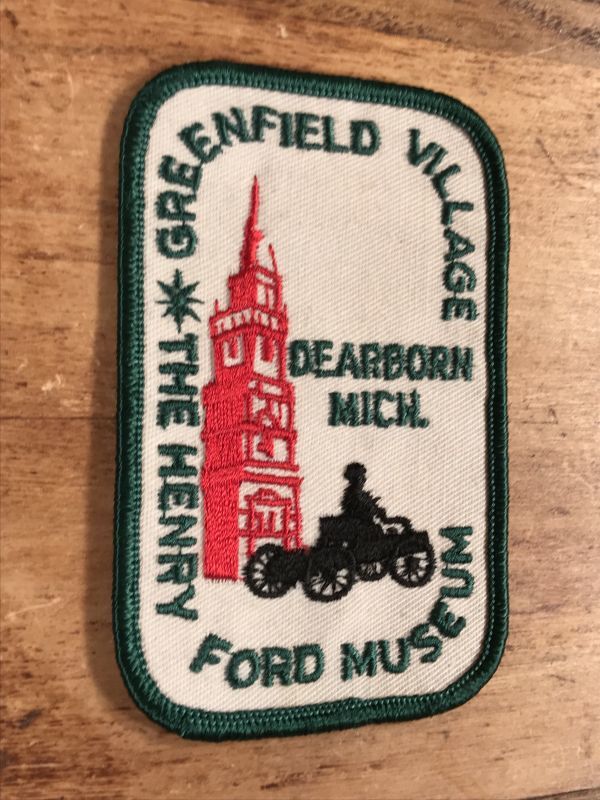 GREENFIELD VILLAGE
DEARBORN
MICH.
THE HENRY
FORD MUSEUM